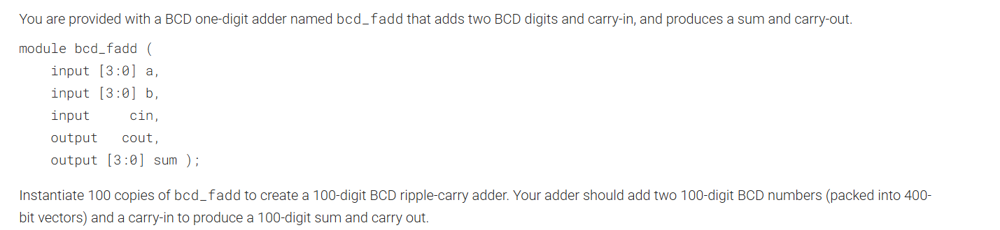 You are provided with a BCD one-digit adder named bcd_fadd that adds two BCD digits and carry-in, and produces a sum and carry-out.
module bcd_fadd (
    input [3:0] a,
    input [3:0] b,
    input     cin,
    output   cout,
    output [3:0] sum );
Instantiate 100 copies of bcd_fadd to create a 100-digit BCD ripple-carry adder. Your adder should add two 100-digit BCD numbers (packed into 400-
bit vectors) and a carry-in to produce a 100-digit sum and carry out.